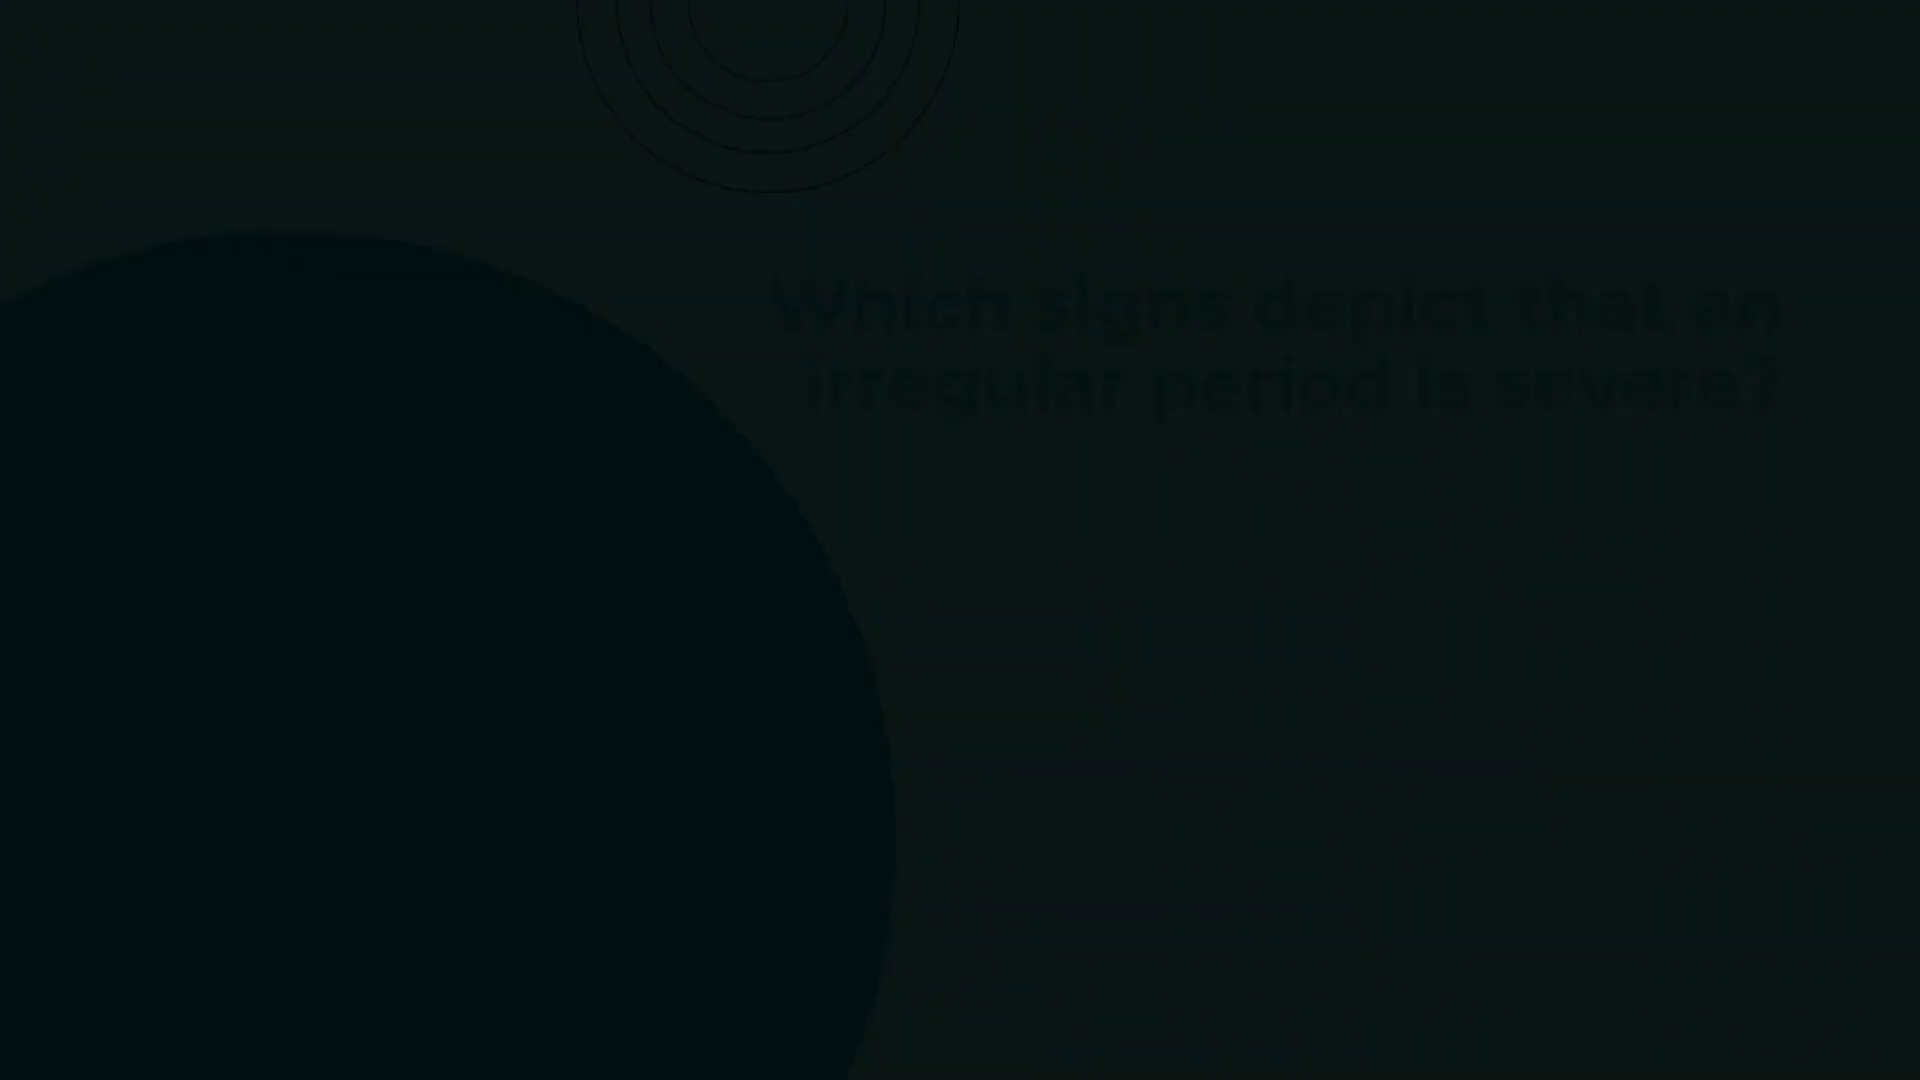 Which signs depict that an
irregular period is severe?